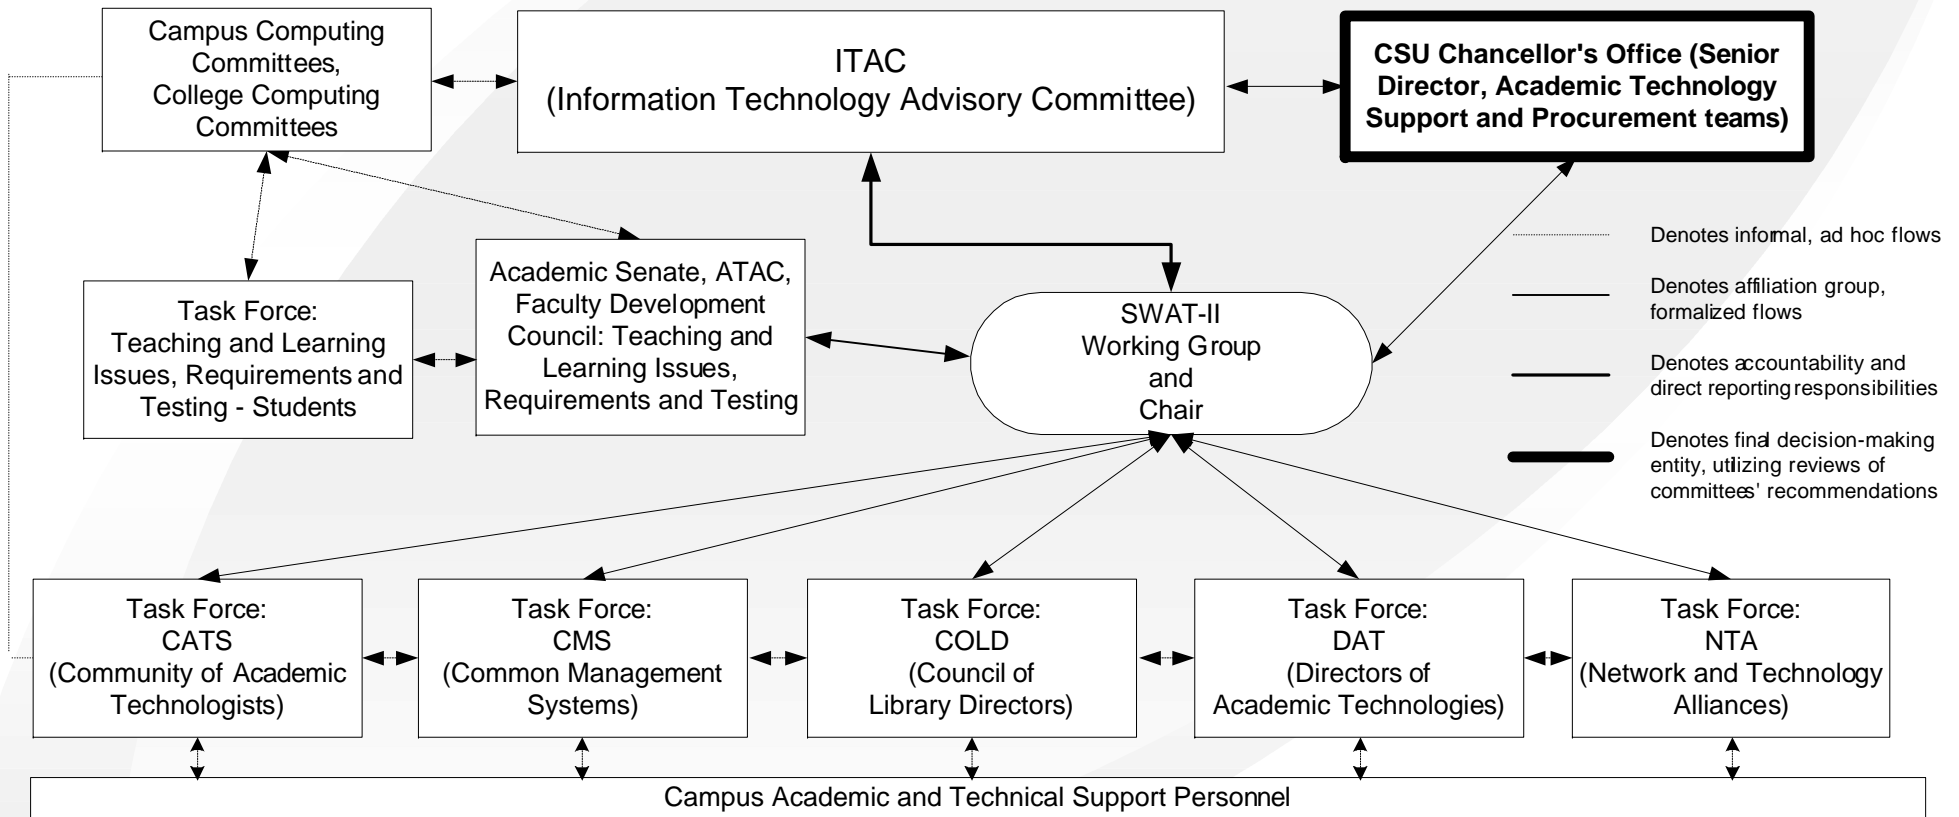 Campus Computing
Committees,
College Computing
Committees
ITAC
(Information Technology Advisory Committee)
CSU Chancellor's Office (Senior
Director, Academic Technology
Support and Procurement teams)
Denotes informal, ad hoc flows
Denotes affiliation group,
formalized flows
Denotes accountability and
direct reporting responsibilities
Denotes final decision-making
entity, utilizing reviews of
committees' recommendations
Task Force:
Teaching and Learning
Issues, Requirements and
Testing - Students
Academic Senate, ATAC,
Faculty Development
Council: Teaching and
Learning Issues,
Requirements and Testing
SWAT-II
Working Group
and
Chair
Task Force:
CATS
(Community of Academic
Technologists)
Task Force:
CMS
(Common Management
Systems)
Task Force:
COLD
(Council of
Library Directors)
Task Force:
DAT
(Directors of
Academic Technologies)
Task Force:
NTA
(Network and Technology
Alliances)
Campus Academic and Technical Support Personnel